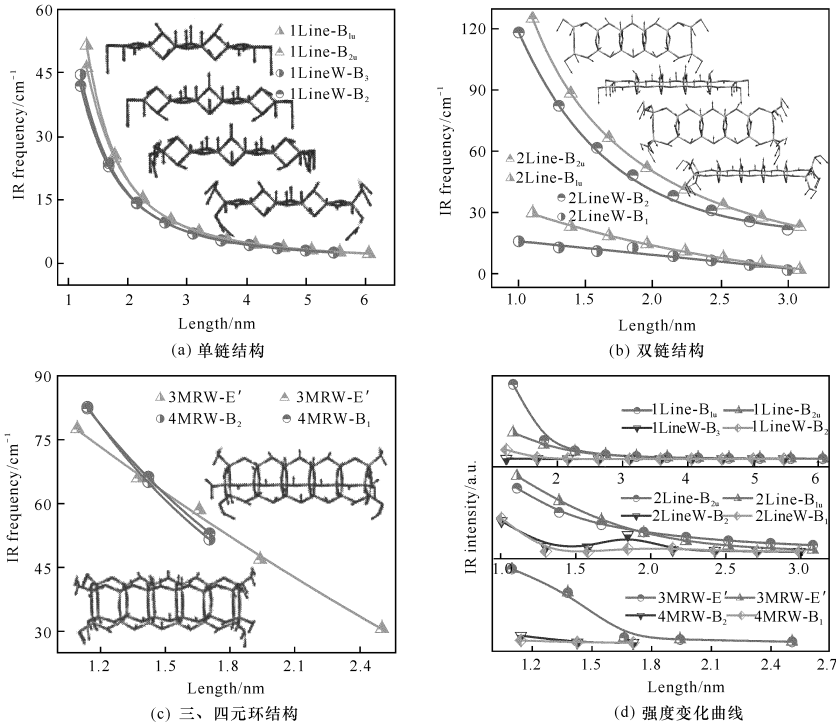 60
45
30
15
0
IR frequency/cm⁻¹
1Line-B1u
1Line-B2u
1LineW-B3
1LineW-B2
1 2 3 4 5 6
Length/nm
(a) 单链结构
120
90
60
30
0
IR frequency/cm⁻¹
2Line-B2u
2Line-B1u
2LineW-B2
2LineW-B1
1.0 1.5 2.0 2.5 3.0
Length/nm
(b) 双链结构
90
75
60
45
30
IR frequency/cm⁻¹
3MRW-E′ 3MRW-E′
4MRW-B2 4MRW-B1
1.2 1.5 1.8 2.1 2.4
Length/nm
(c) 三、四元环结构
IR intensity/a.u.
1Line-B1u 1Line-B2u
1LineW-B3 1LineW-B2
2 3 4 5 6
2Line-B2u 2Line-B1u
2LineW-B2 2LineW-B1
1.0 1.5 2.0 2.5 3.0
3MRW-E′ 3MRW-E′
4MRW-B2 4MRW-B1
1.2 1.5 1.8 2.1 2.4 2.7
Length/nm
(d) 强度变化曲线